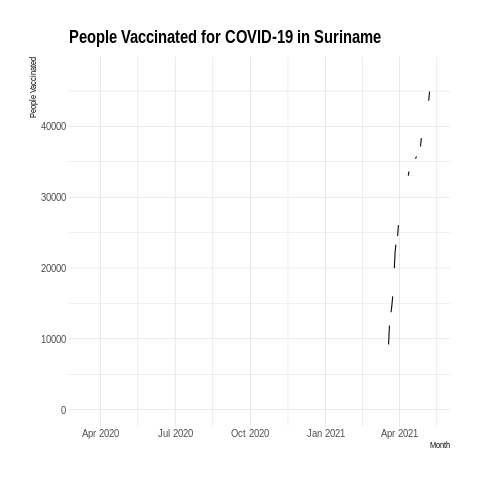 People Vaccinated for COVID-19 in Suriname
People Vaccinated
40000
30000
20000
10000
0
Apr 2020 Jul 2020 Oct 2020 Jan 2021 Apr 2021
Month